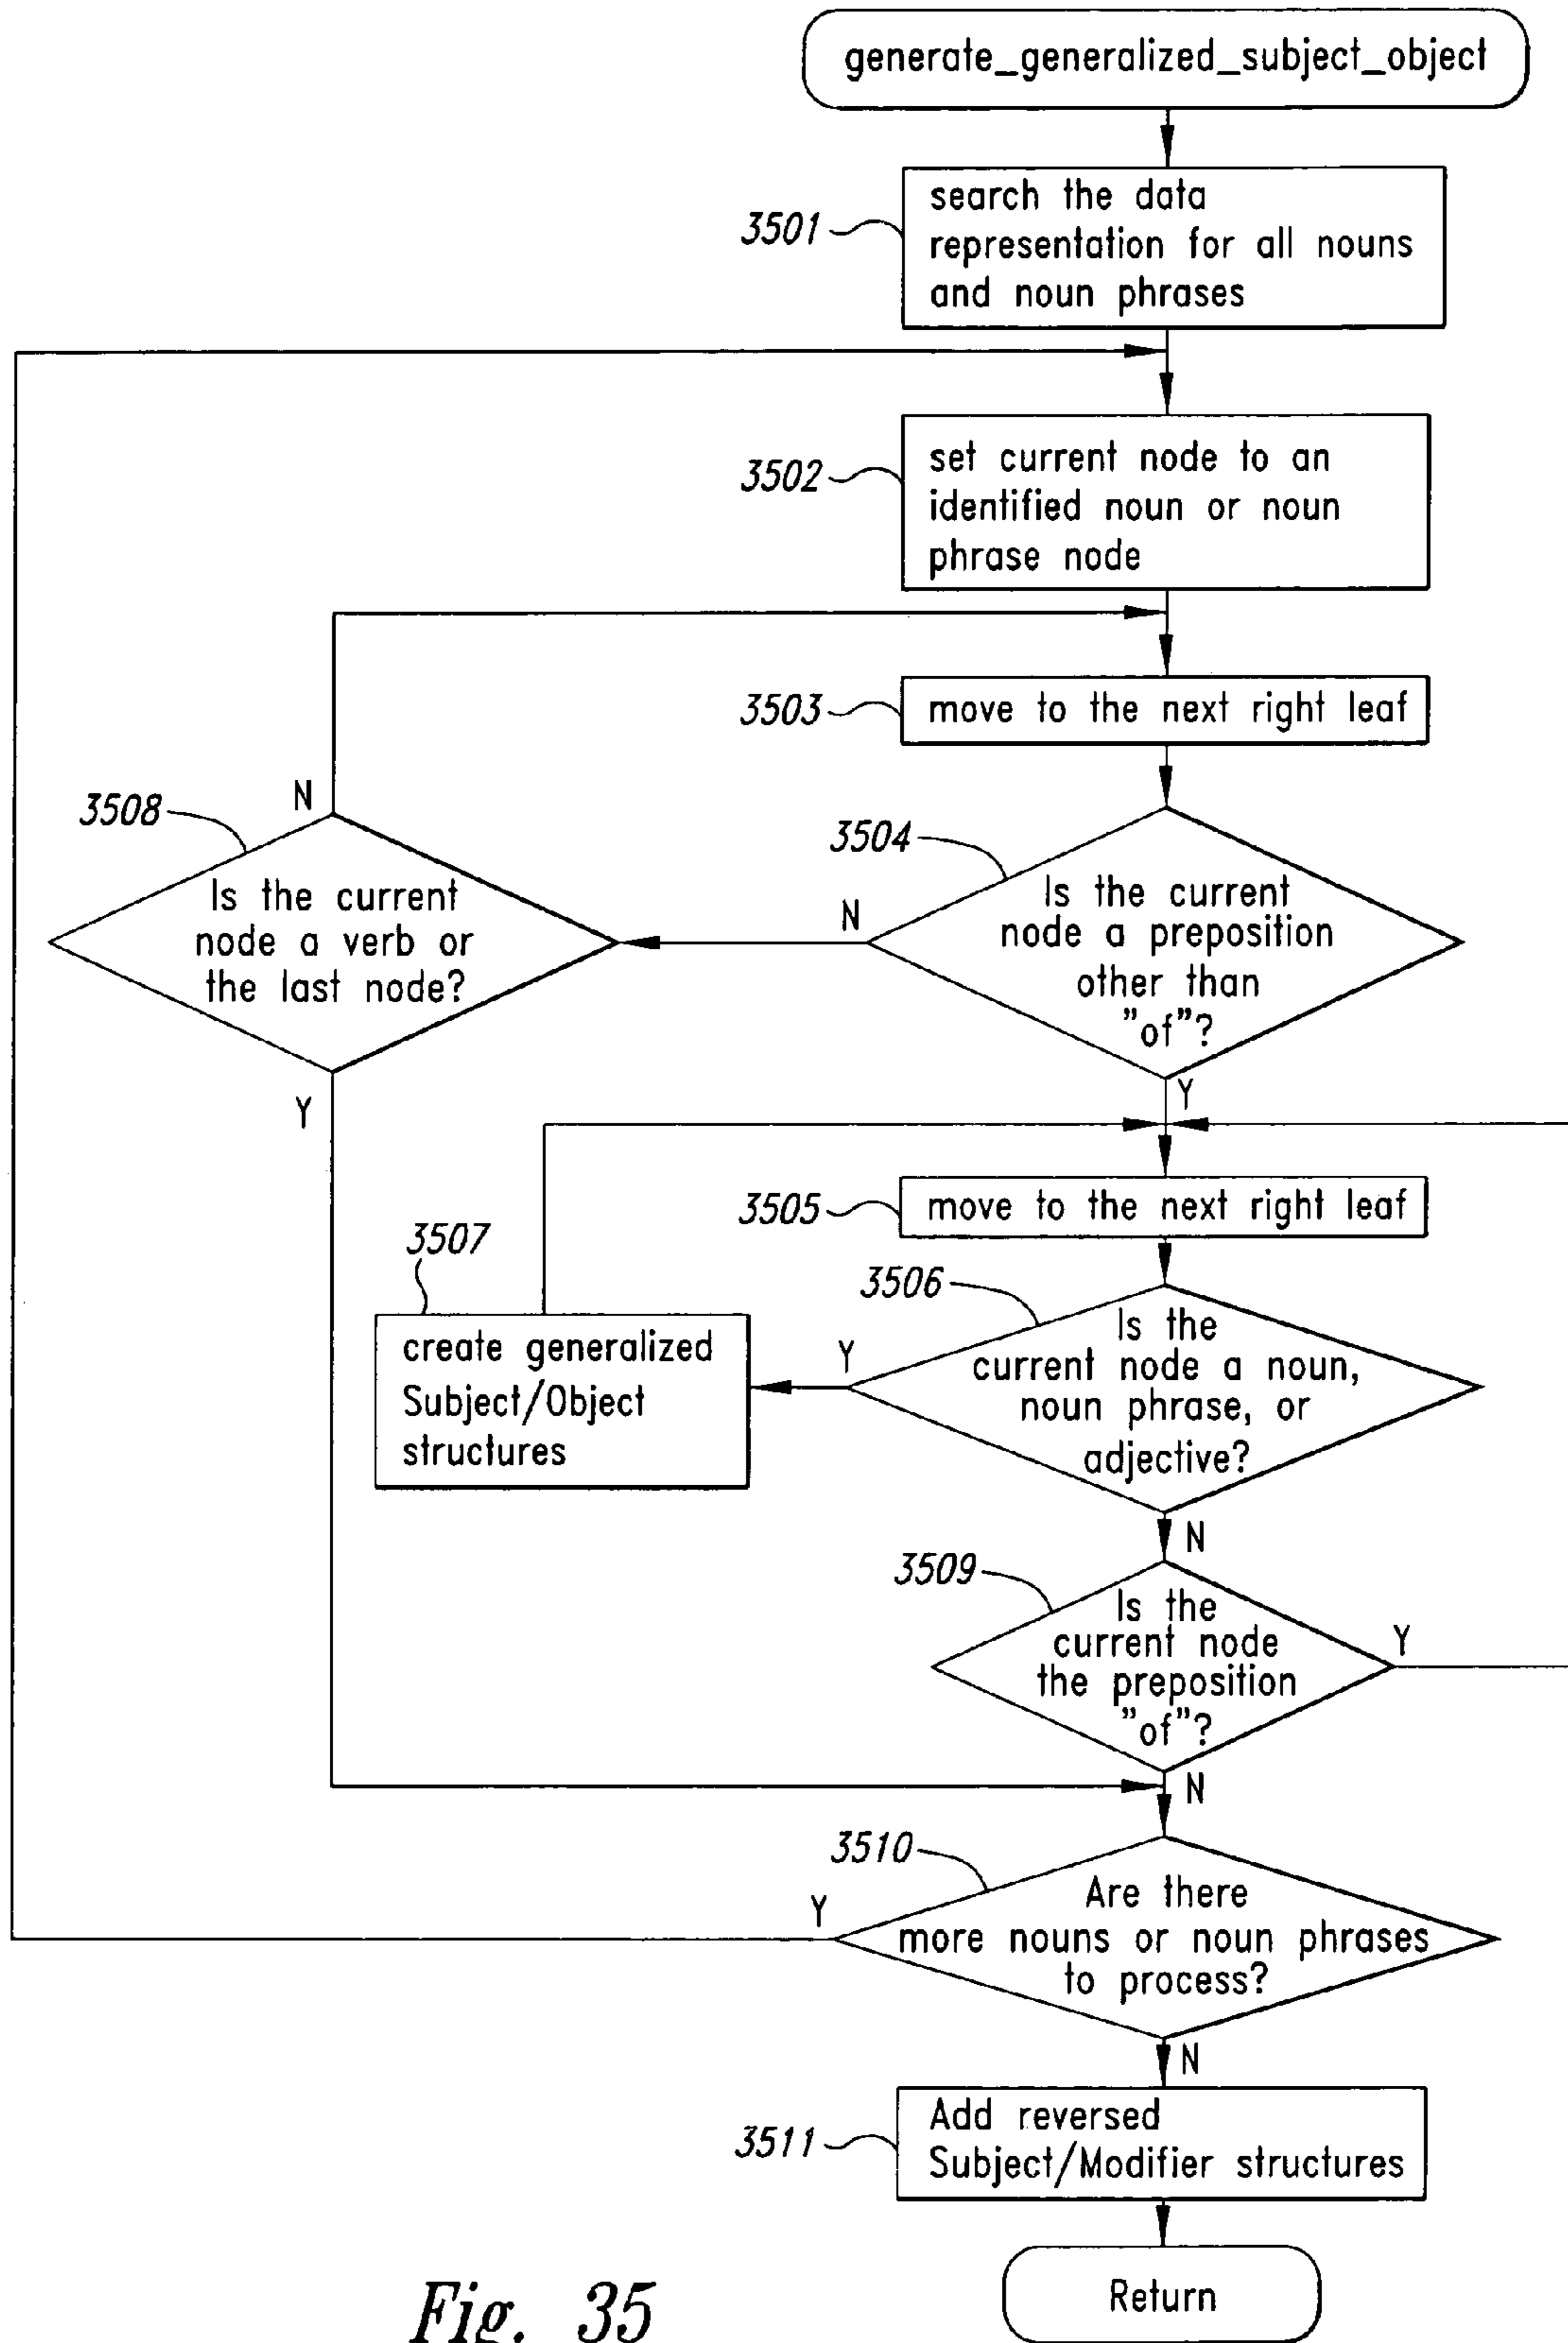 generate_generalized_subject_object
3501
search the data
representation for all nouns
and noun phrases
3502
set current node to an
identified noun or noun
phrase node
3503
move to the next right leaf
3508
N
Is the current
node a verb or
the last node?
Y
3504
N
Is the current
node a preposition
other than
"of"?
Y
3505
move to the next right leaf
3507
create generalized
Subject/Object
structures
3506
Y
Is the
current node a noun,
noun phrase, or
adjective?
N
3509
Is the
current node
the preposition
"of"?
Y
N
3510
Y
Are there
more nouns or noun phrases
to process?
N
3511
Add reversed
Subject/Modifier structures
Return
Fig. 35